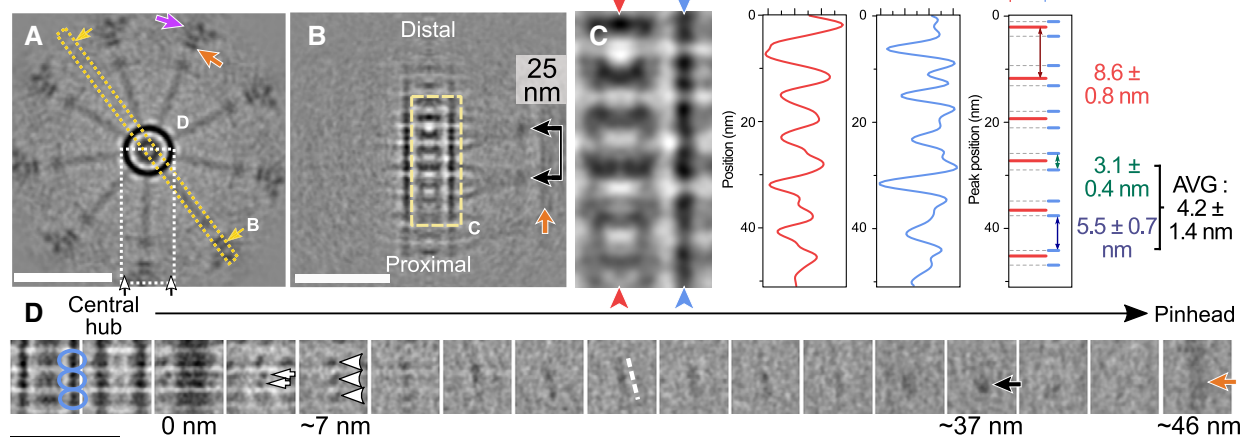 A
D
B
B
Distal
25
nm
C
Proximal
C
0
20
40
Position (nm)
0
20
40
0
20
40
Peak position (nm)
8.6 ±
0.8 nm
3.1 ±
0.4 nm
5.5 ± 0.7
nm
AVG :
4.2 ±
1.4 nm
Central
hub
D
Pinhead
0 nm
~7 nm
~37 nm
~46 nm